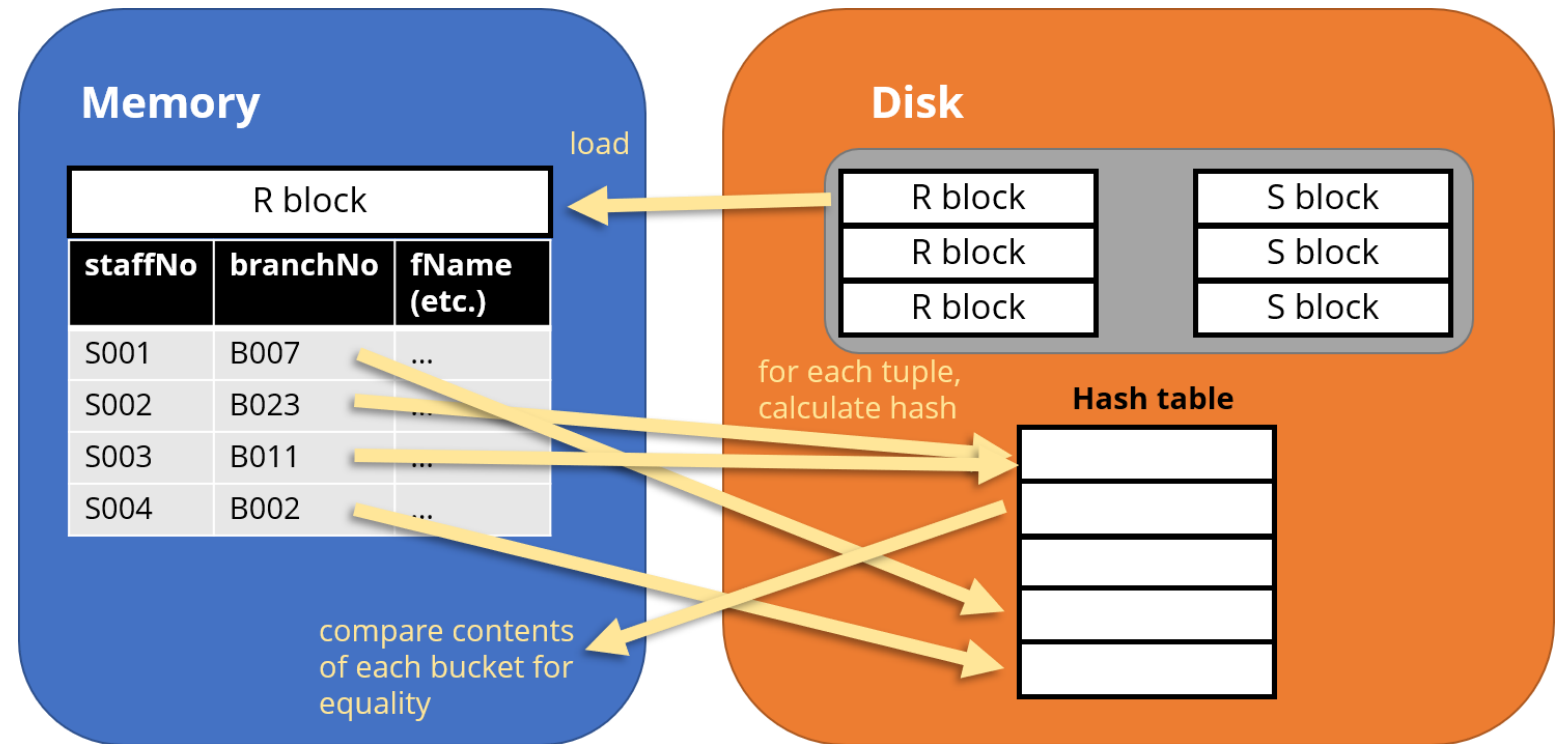 Memory
load
R block
staffNo branchNo fName
(etc.)
S001 B007 ...
S002 B023 ...
S003 B011 ...
S004 B002 ...
compare contents
of each bucket for
equality
Disk
R block S block
R block S block
R block S block
for each tuple,
calculate hash
Hash table